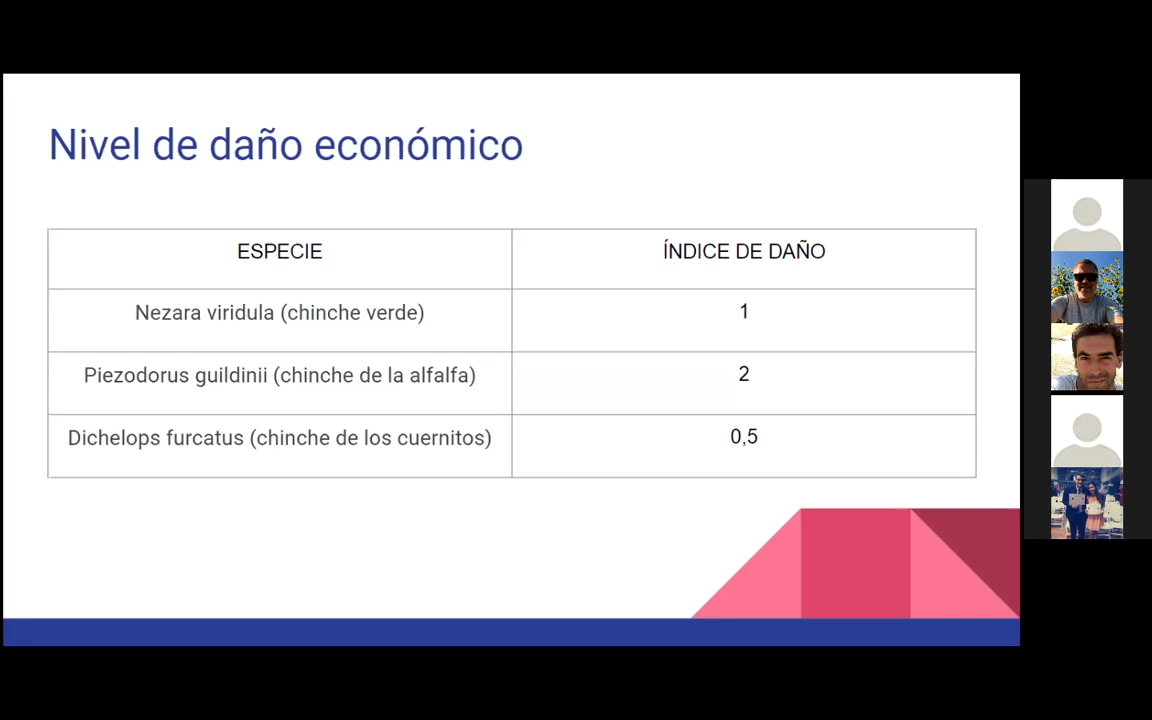 Nivel de daño económico
ESPECIE ÍNDICE DE DAÑO
Nezara viridula (chinche verde) 1
Piezodorus guildinii (chinche de la alfalfa) 2
Dichelops furcatus (chinche de los cuernitos) 0,5